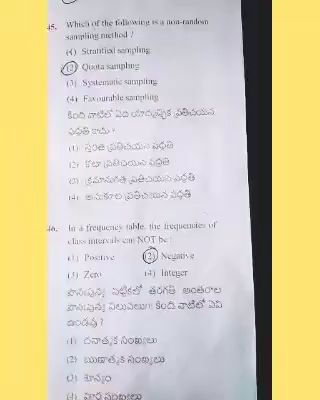 45. Which of the following is a non-random
sampling method ?
(1) Stratified sampling
(2) Quota sampling
(3) Systematic sampling
(4) Favourable sampling
కింది వాటిలో ఏది యాదృచ్ఛిక ప్రతిచయన
పద్ధతి కాదు ?
(1) స్తరిత ప్రతిచయన పద్ధతి
(2) కోటా ప్రతిచయన పద్ధతి
(3) క్రమానుగత ప్రతిచయన పద్ధతి
(4) అనుకూల ప్రతిచయన పద్ధతి
46. In a frequency table, the frequencies of
class intervals can NOT be :
(1) Positive (2) Negative
(3) Zero (4) Integer
పౌనఃపున్య పట్టికలో తరగతి అంతరాల
పౌనఃపున్య విలువలుగా కింది వాటిలో ఏవి
ఉండవు ?
(1) ధనాత్మక సంఖ్యలు
(2) ఋణాత్మక సంఖ్యలు
(3) శూన్యం
(4) పూర్ణ సంఖ్యలు